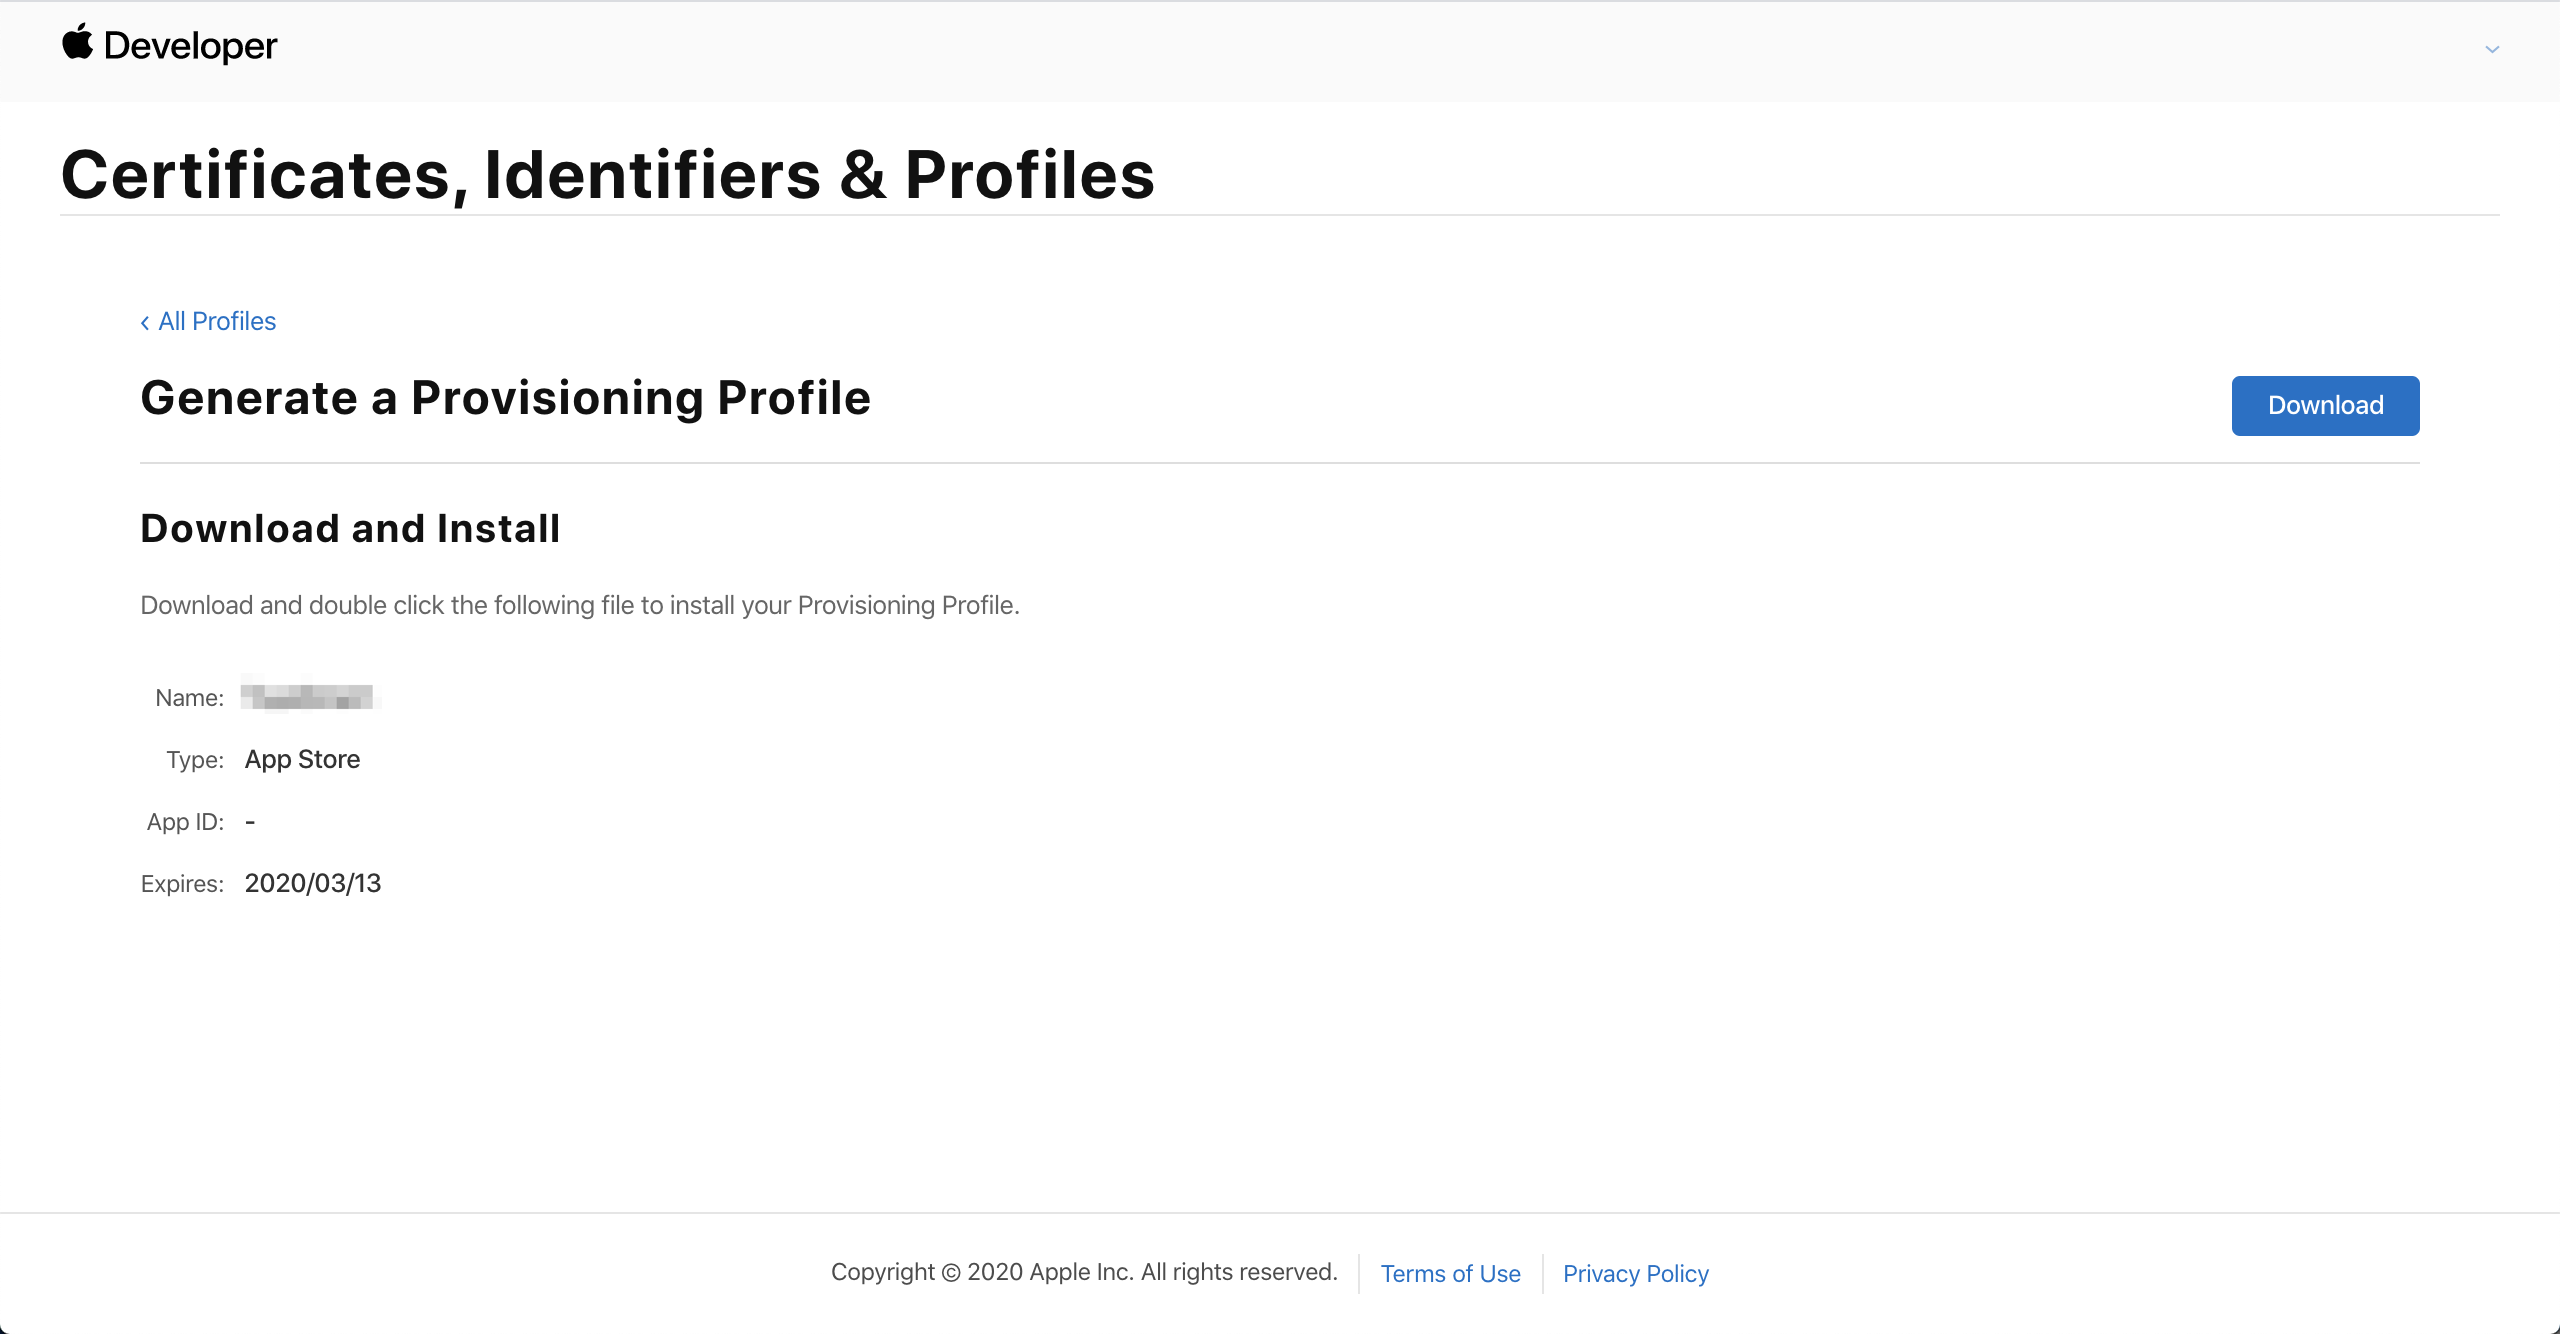 Developer
Certificates, Identifiers & Profiles
‹ All Profiles
Generate a Provisioning Profile
Download
Download and Install
Download and double click the following file to install your Provisioning Profile.
Name:
Type: App Store
App ID: -
Expires: 2020/03/13
Copyright © 2020 Apple Inc. All rights reserved. Terms of Use Privacy Policy